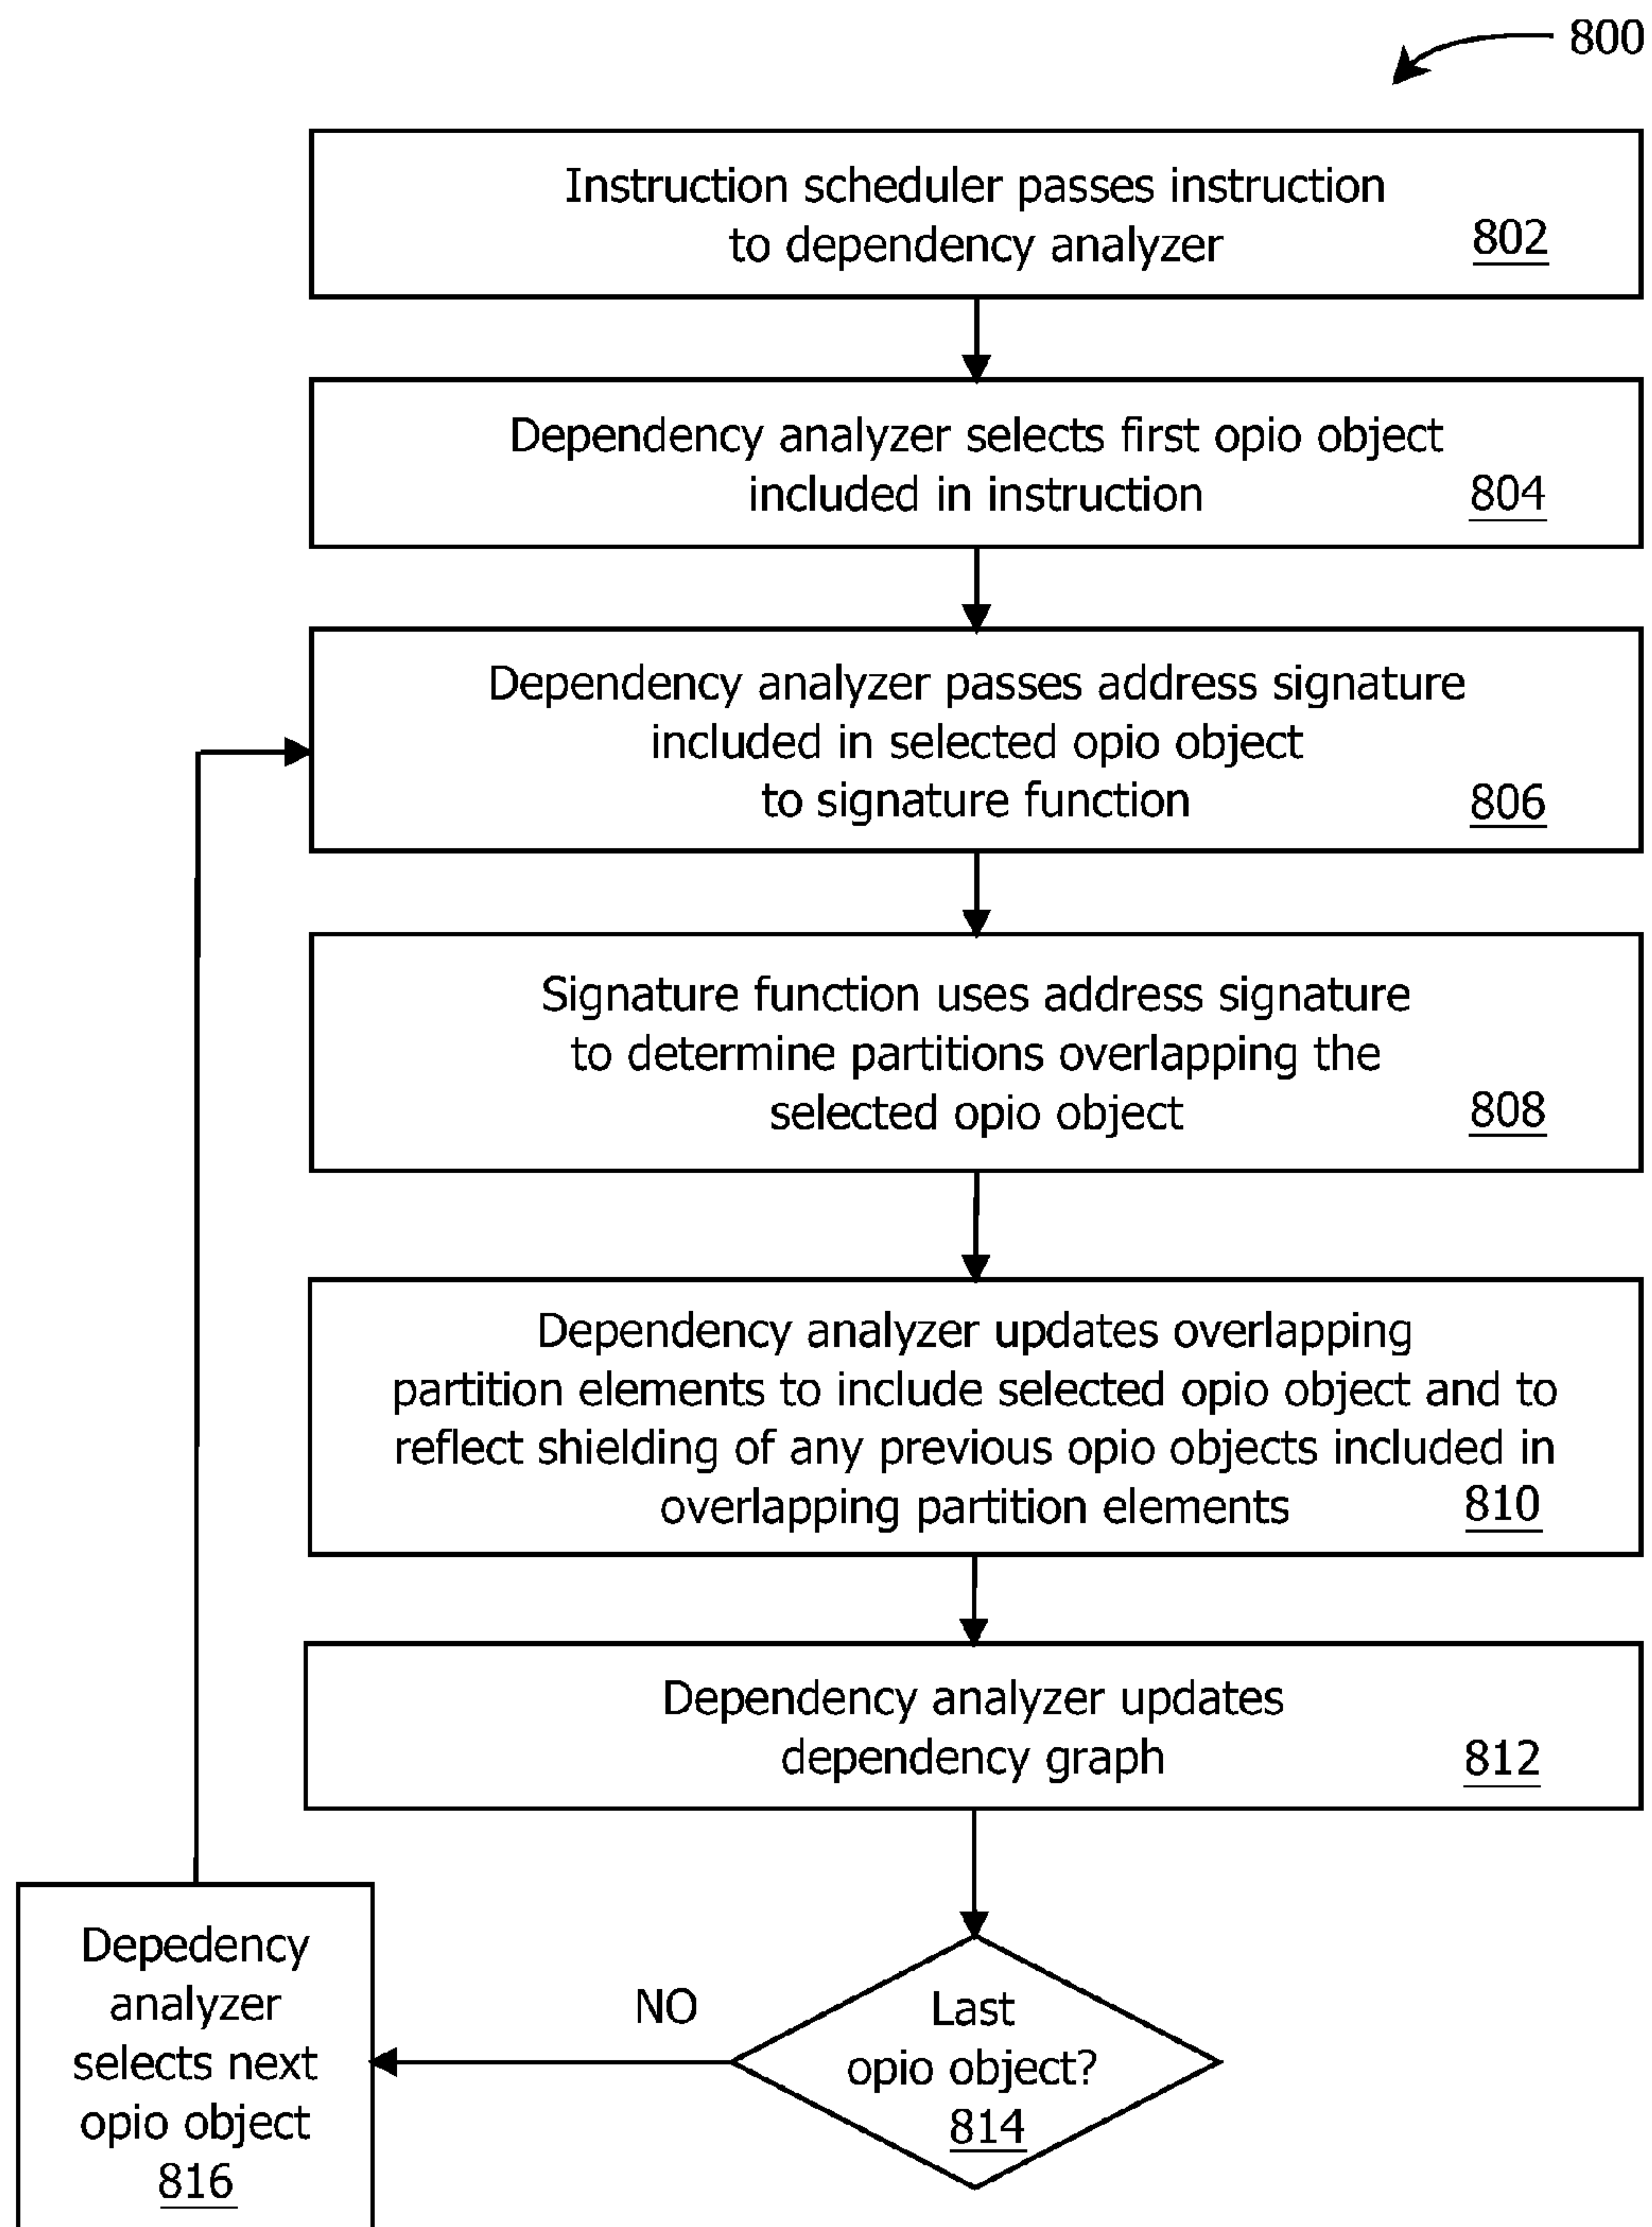 800
Instruction scheduler passes instruction
to dependency analyzer
802
Dependency analyzer selects first opio object
included in instruction
804
Dependency analyzer passes address signature
included in selected opio object
to signature function
806
Signature function uses address signature
to determine partitions overlapping the
selected opio object
808
Dependency analyzer updates overlapping
partition elements to include selected opio object and to
reflect shielding of any previous opio objects included in
overlapping partition elements
810
Dependency analyzer updates
dependency graph
812
Last
opio object?
814
NO
Depedency
analyzer
selects next
opio object
816